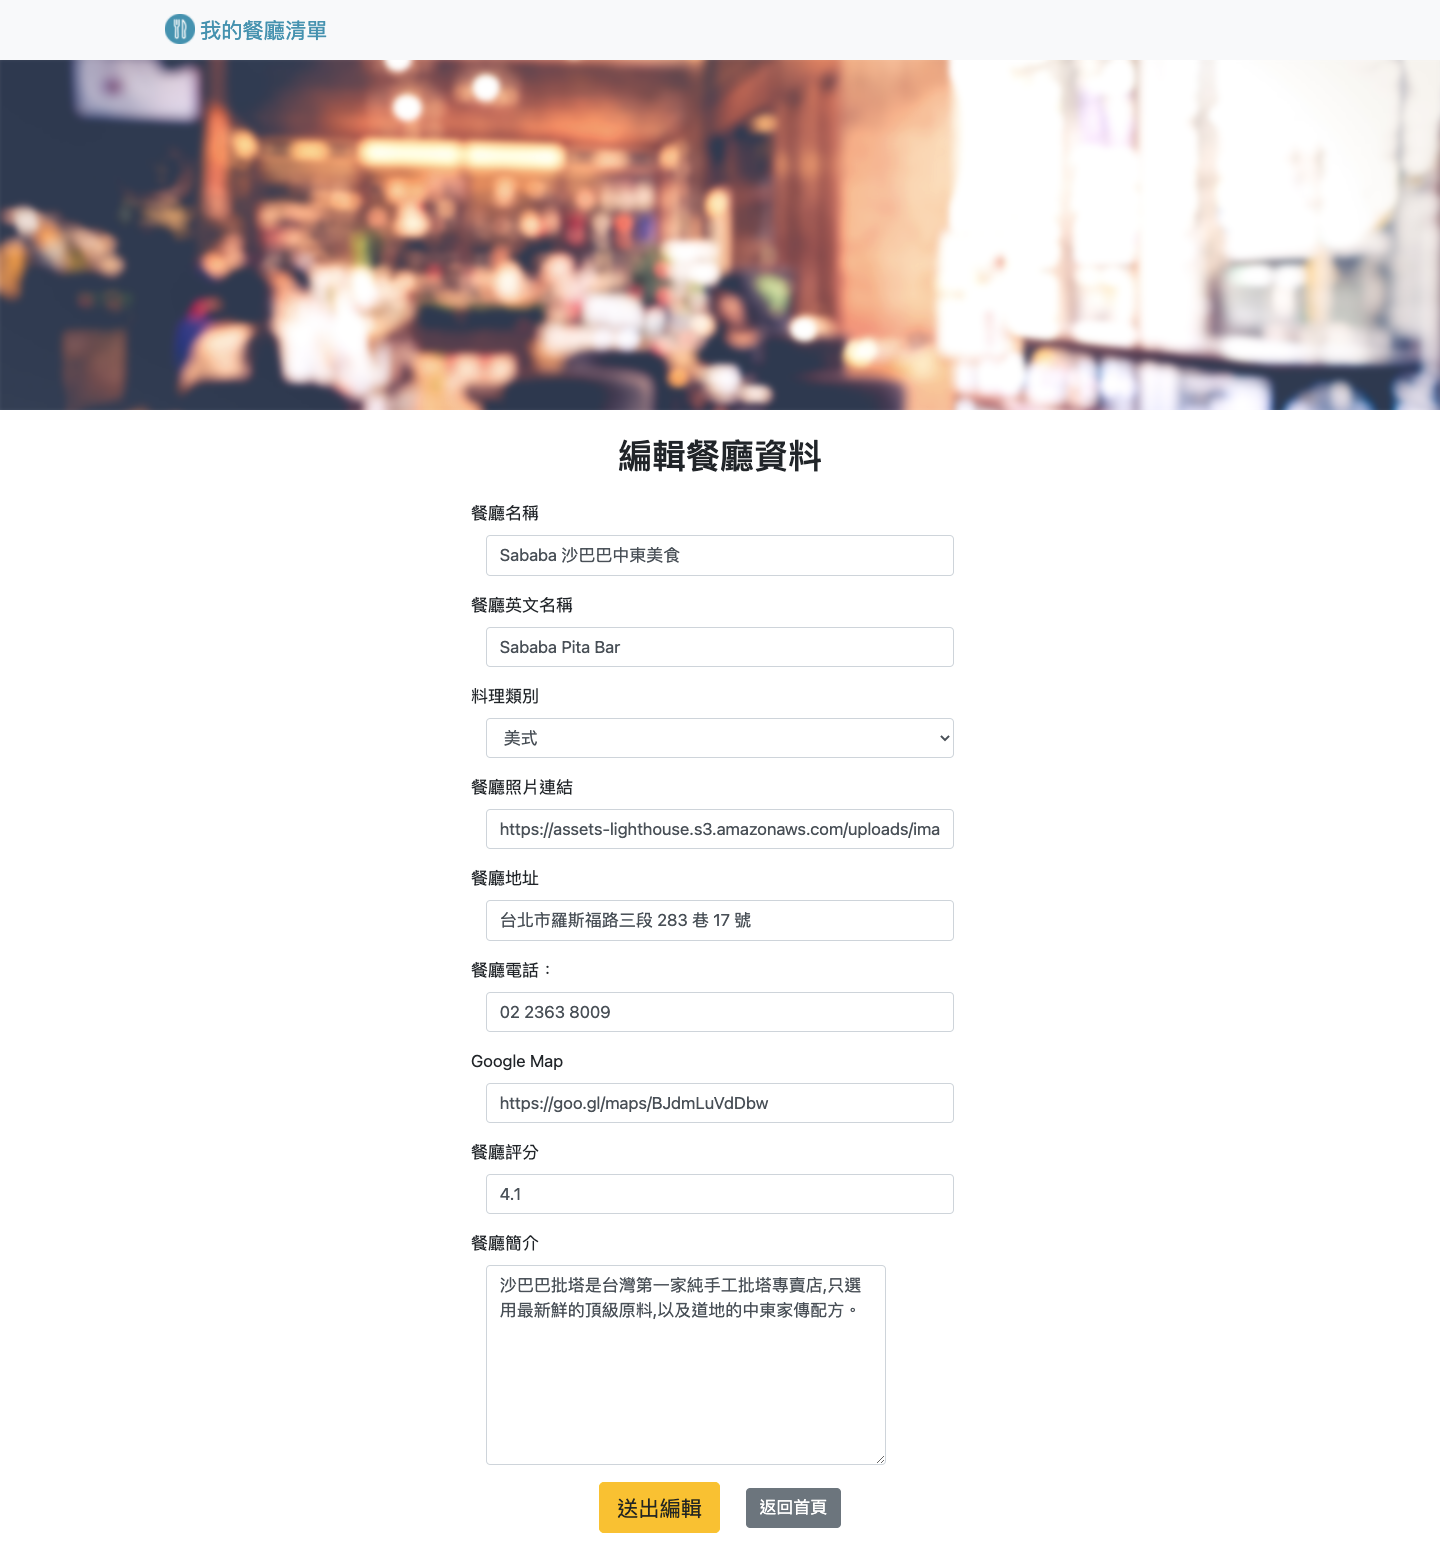 我的餐廳清單
編輯餐廳資料
餐廳名稱
Sababa 沙巴巴中東美食
餐廳英文名稱
Sababa Pita Bar
料理類別
美式
餐廳照片連結
https://assets-lighthouse.s3.amazonaws.com/uploads/ima
餐廳地址
台北市羅斯福路三段 283 巷 17 號
餐廳電話：
02 2363 8009
Google Map
https://goo.gl/maps/BJdmLuVdDbw
餐廳評分
4.1
餐廳簡介
沙巴巴批塔是台灣第一家純手工批塔專賣店,只選
用最新鮮的頂級原料,以及道地的中東家傳配方。
送出編輯
返回首頁